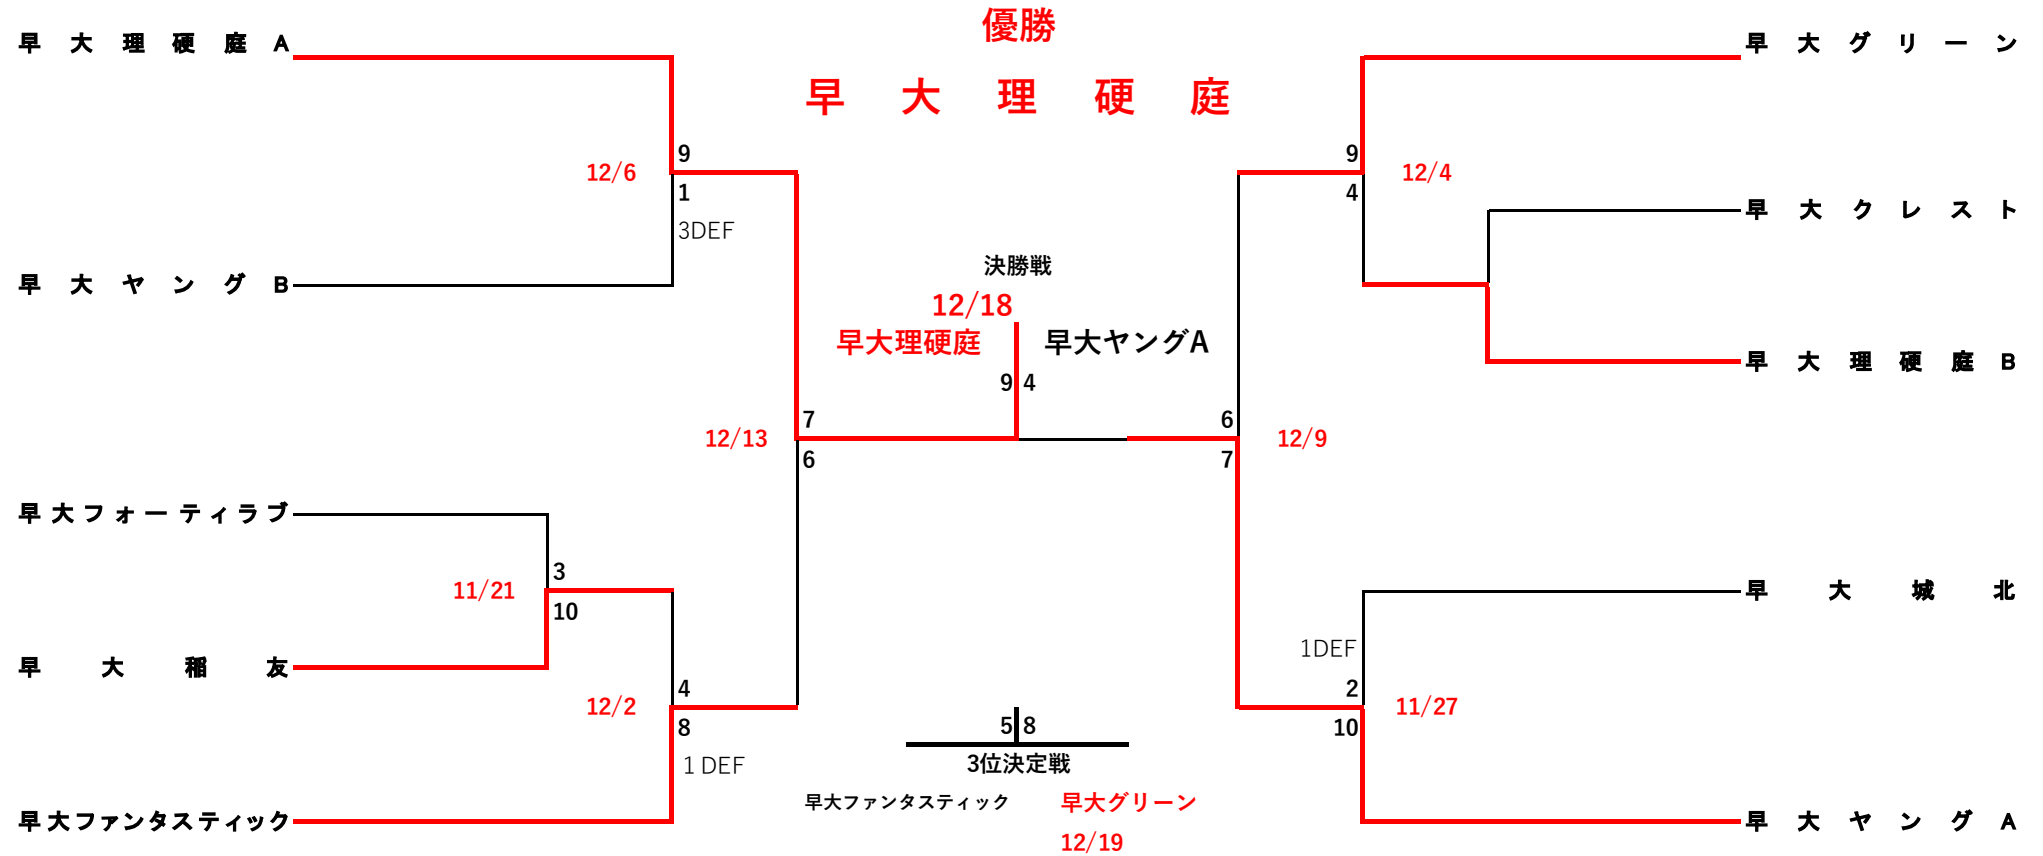 優勝
早大理硬庭
早大理硬庭A
早大グリーン
12/6
9
1
3DEF
9
4
12/4
早大クレスト
早大ヤングB
決勝戦
12/18
早大理硬庭
早大ヤングA
9 4
早大理硬庭B
12/13
7
6
6
7
12/9
早大フォーティラブ
11/21
3
10
早大城北
早大稲友
12/2
4
8
1 DEF
1DEF
2
10
11/27
5 8
3位決定戦
早大ファンタスティック
早大グリーン
12/19
早大ファンタスティック
早大ヤングA